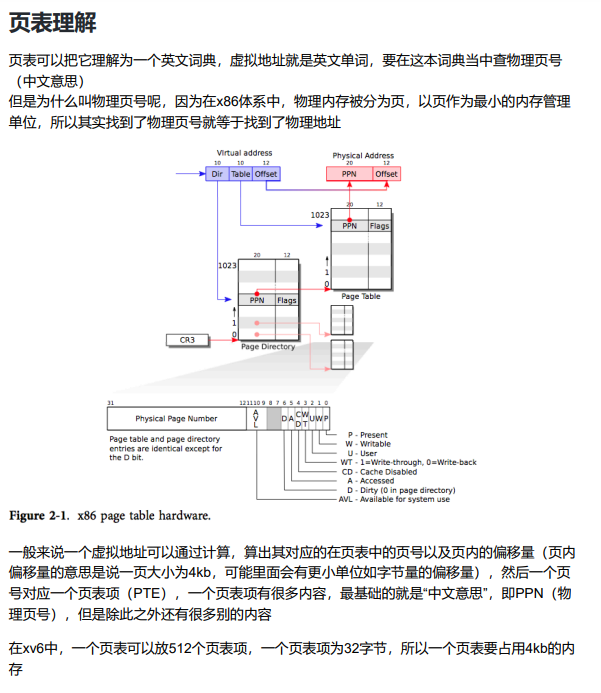 页表理解
页表可以把它理解为一个英文词典，虚拟地址就是英文单词，要在这本词典当中查物理页号
（中文意思）
但是为什么叫物理页号呢，因为在x86体系中，物理内存被分为页，以页作为最小的内存管理
单位，所以其实找到了物理页号就等于找到了物理地址
Virtual address
10 10 12
Dir Table Offset
Physical Address
20 12
PPN Offset
20 12
1023
PPN Flags
1
0
Page Table
20 12
1023
PPN Flags
1
0
Page Directory
CR3
31 12 11 10 9 8 7 6 5 4 3 2 1 0
Physical Page Number
A
V
L
D A C
D W
T U W P
Page table and page directory
entries are identical except for
the D bit.
P - Present
W - Writable
U - User
WT - 1=Write-through, 0=Write-back
CD - Cache Disabled
A - Accessed
D - Dirty (0 in page directory)
AVL - Available for system use
Figure 2-1. x86 page table hardware.
一般来说一个虚拟地址可以通过计算，算出其对应的在页表中的页号以及页内的偏移量（页内
偏移量的意思是说一页大小为4kb，可能里面会有更小单位如字节量的偏移量），然后一个页
号对应一个页表项（PTE），一个页表项有很多内容，最基础的就是“中文意思”，即PPN（物
理页号），但是除此之外还有很多别的内容
在xv6中，一个页表可以放512个页表项，一个页表项为32字节，所以一个页表要占用4kb的内
存